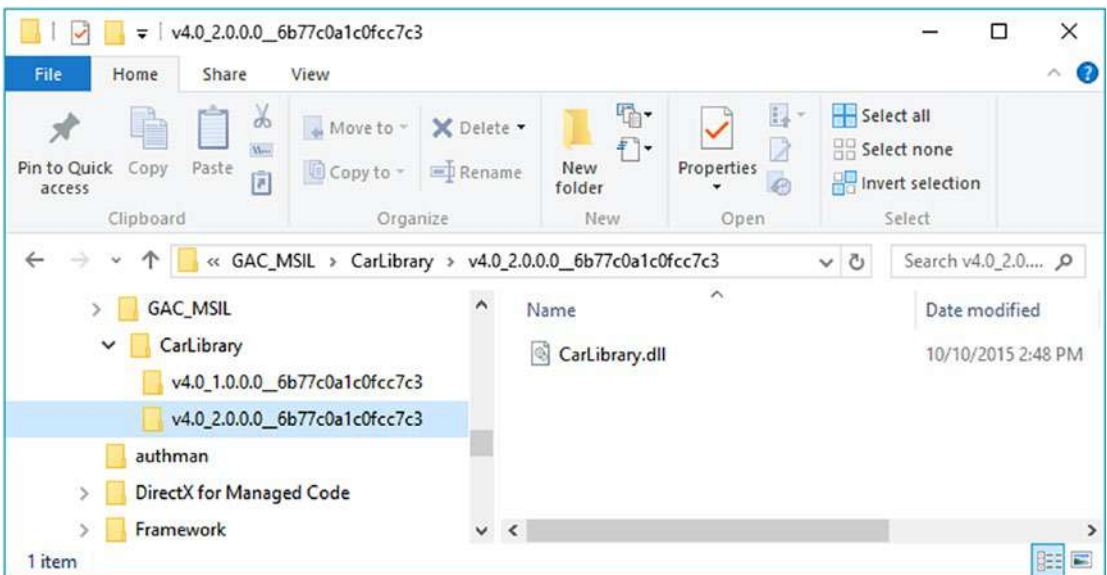 v4.0_2.0.0.0__6b77c0a1c0fcc7c3
File Home Share View
Pin to Quick access
Copy
Paste
Move to
Copy to
Delete
Rename
New folder
Properties
Select all
Select none
Invert selection
Clipboard Organize New Open Select
« GAC_MSIL > CarLibrary > v4.0_2.0.0.0__6b77c0a1c0fcc7c3
Search v4.0_2.0....
GAC_MSIL
CarLibrary
v4.0_1.0.0.0__6b77c0a1c0fcc7c3
v4.0_2.0.0.0__6b77c0a1c0fcc7c3
authman
DirectX for Managed Code
Framework
Name Date modified
CarLibrary.dll 10/10/2015 2:48 PM
1 item